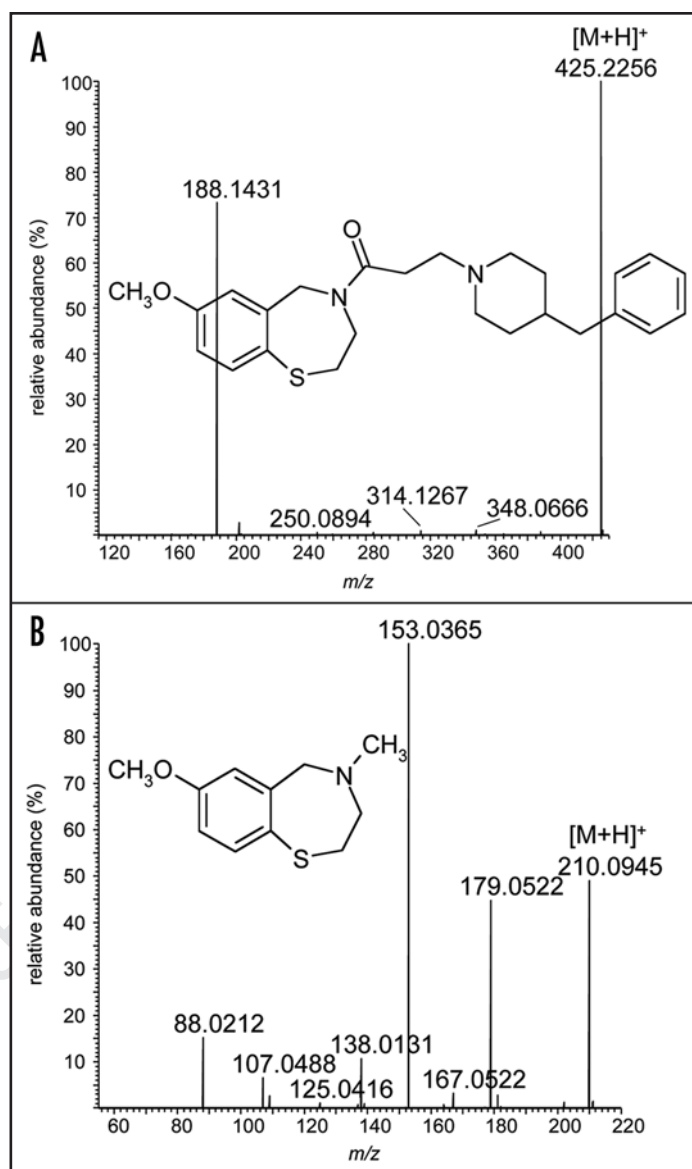 A
[M+H]+
425.2256
100
90
80
70
60
50
40
30
20
10
relative abundance (%)
188.1431
O
N
N
CH3O
S
314.1267
250.0894
348.0666
120 160 200 240 280 320 360 400
m/z
B
153.0365
100
90
80
70
60
50
40
30
20
10
relative abundance (%)
CH3
CH3O
N
S
[M+H]+
210.0945
179.0522
88.0212
138.0131
107.0488
167.0522
125.0416
60 80 100 120 140 160 180 200 220
m/z